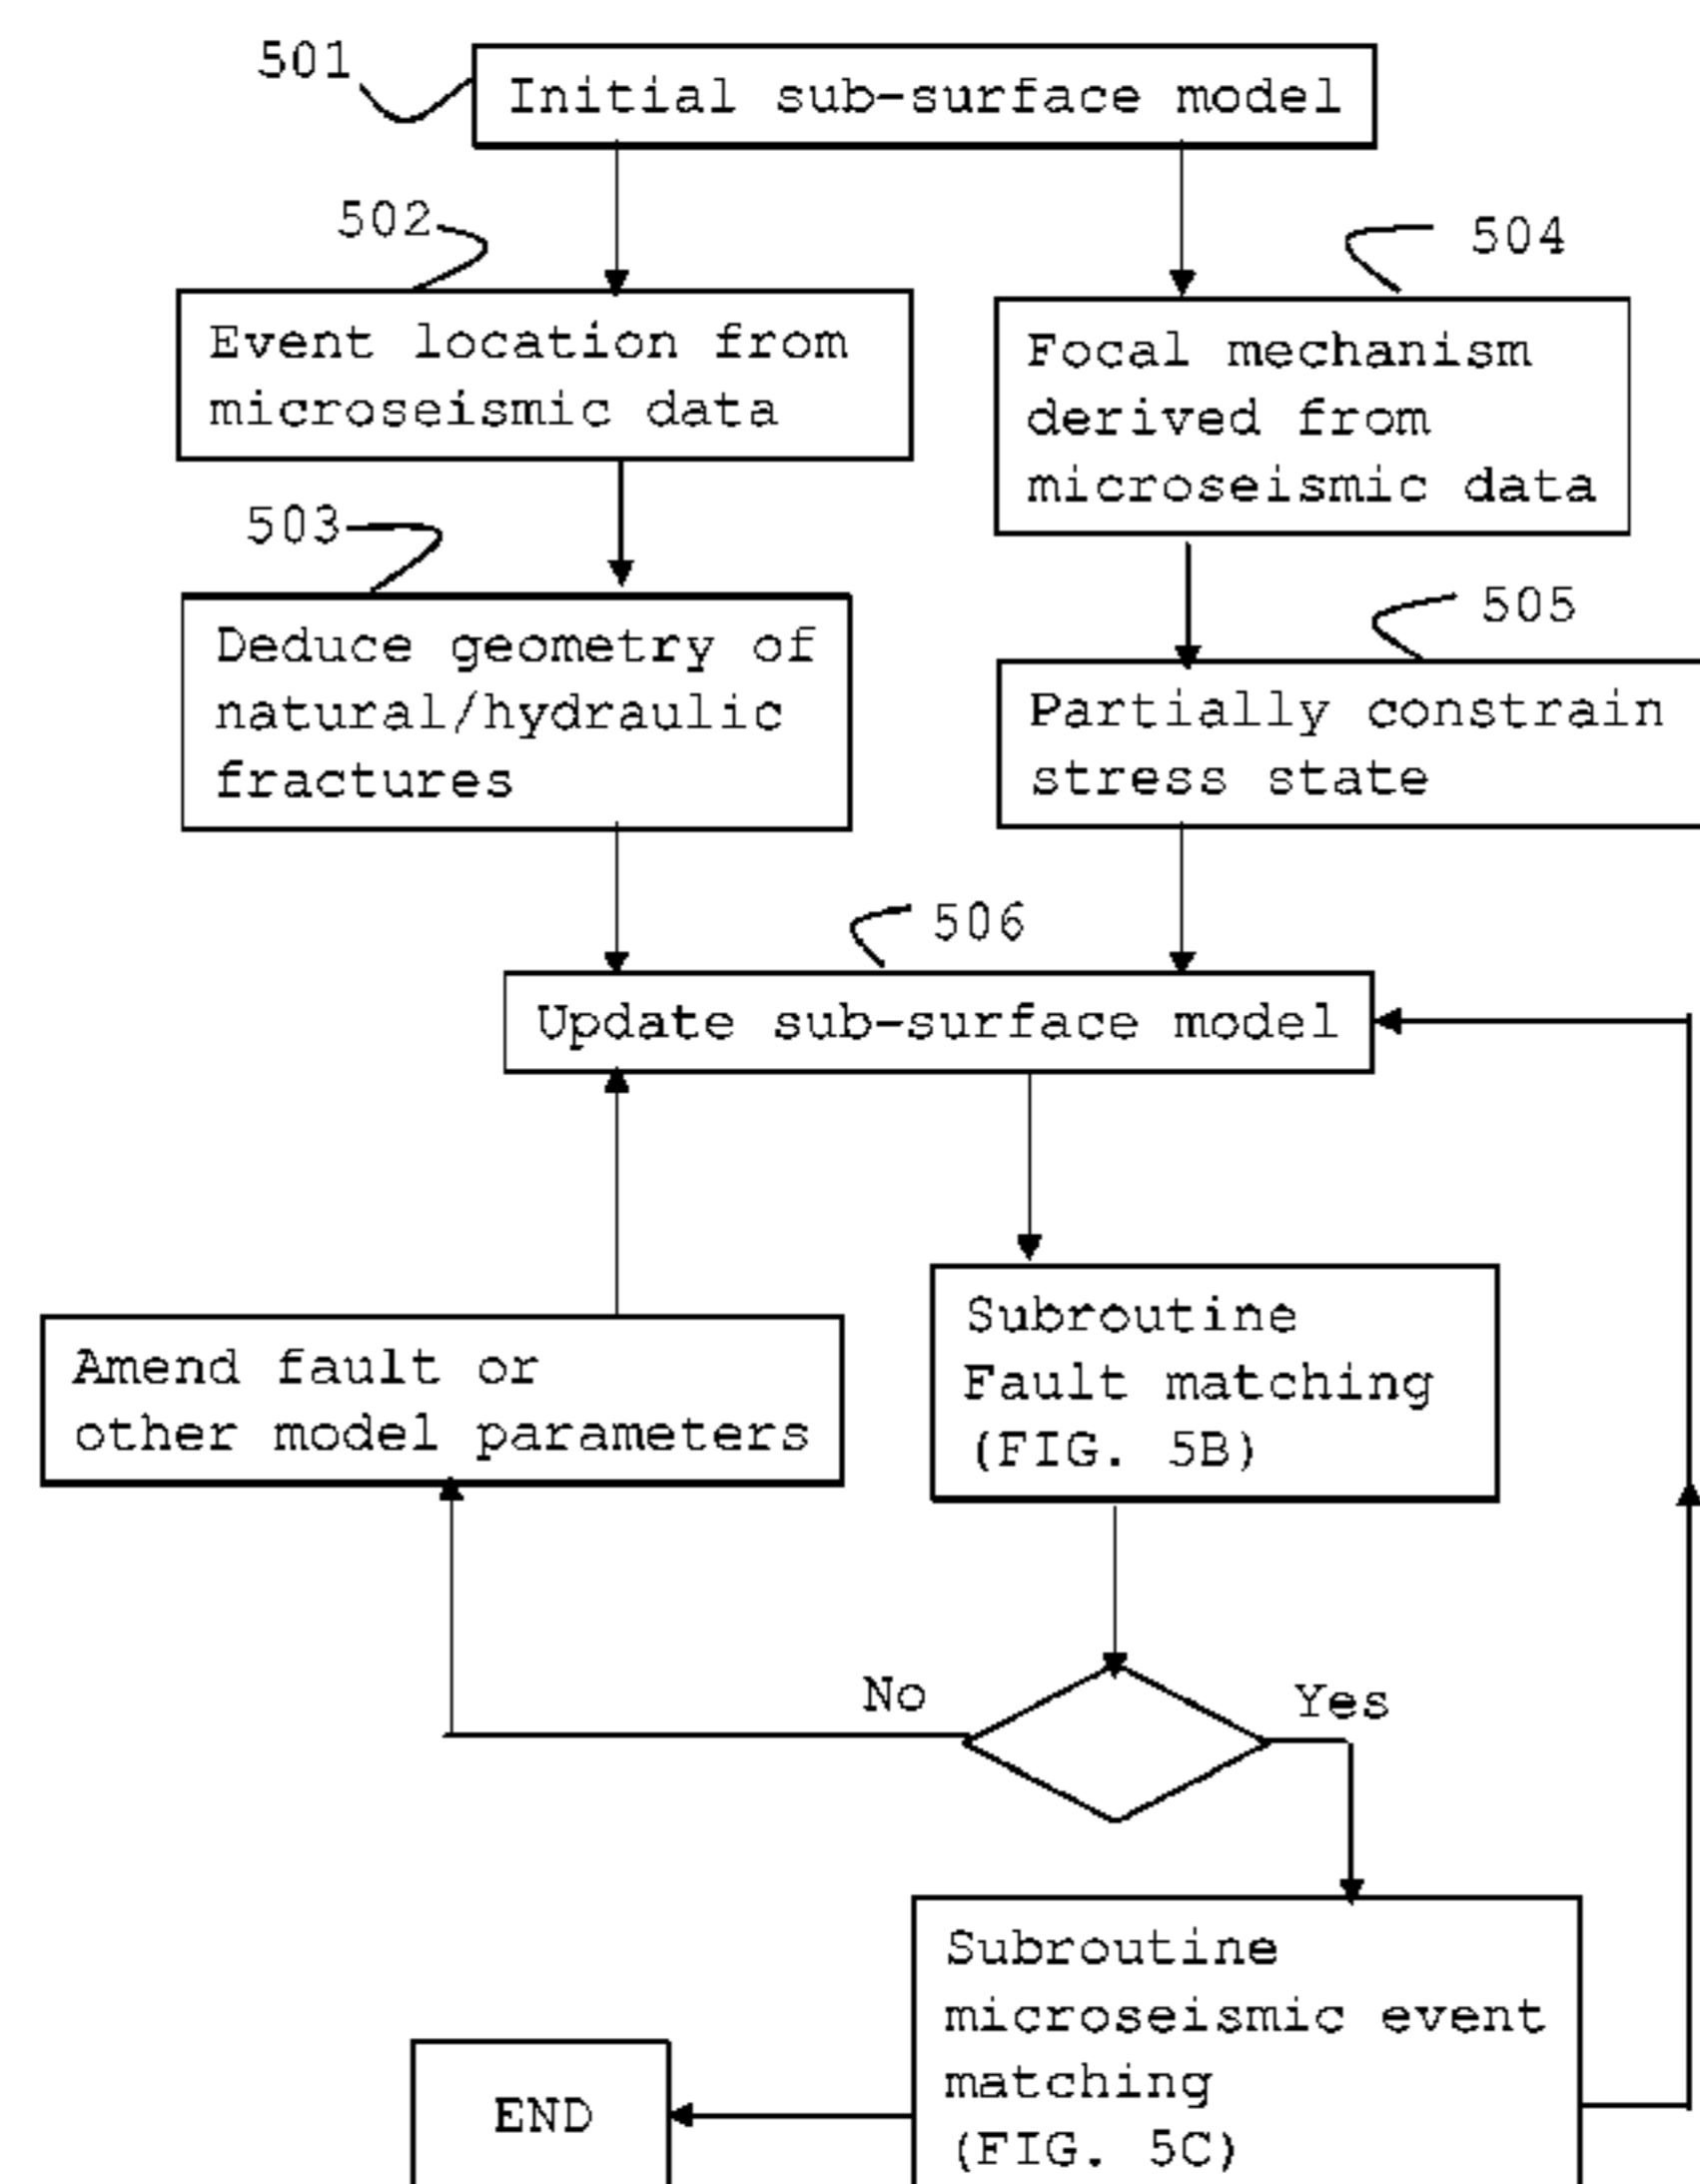 501
Initial sub-surface model
502
504
Event location from
microseismic data
Focal mechanism
derived from
microseismic data
503
505
Deduce geometry of
natural/hydraulic
fractures
Partially constrain
stress state
506
Update sub-surface model
Subroutine
Fault matching
(FIG. 5B)
Amend fault or
other model parameters
No
Yes
Subroutine
microseismic event
matching
(FIG. 5C)
END